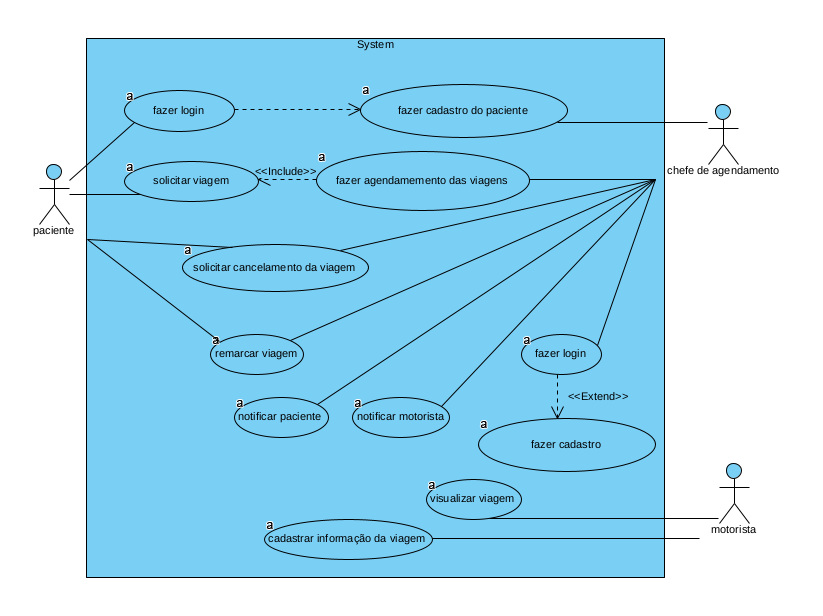 System
a
fazer login
a
fazer cadastro do paciente
chefe de agendamento
a
solicitar viagem
<<Include>>
a
fazer agendamemento das viagens
paciente
a
solicitar cancelamento da viagem
a
remarcar viagem
a
fazer login
<<Extend>>
a
notificar paciente
a
notificar motorista
a
fazer cadastro
a
visualizar viagem
motorista
a
cadastrar informação da viagem